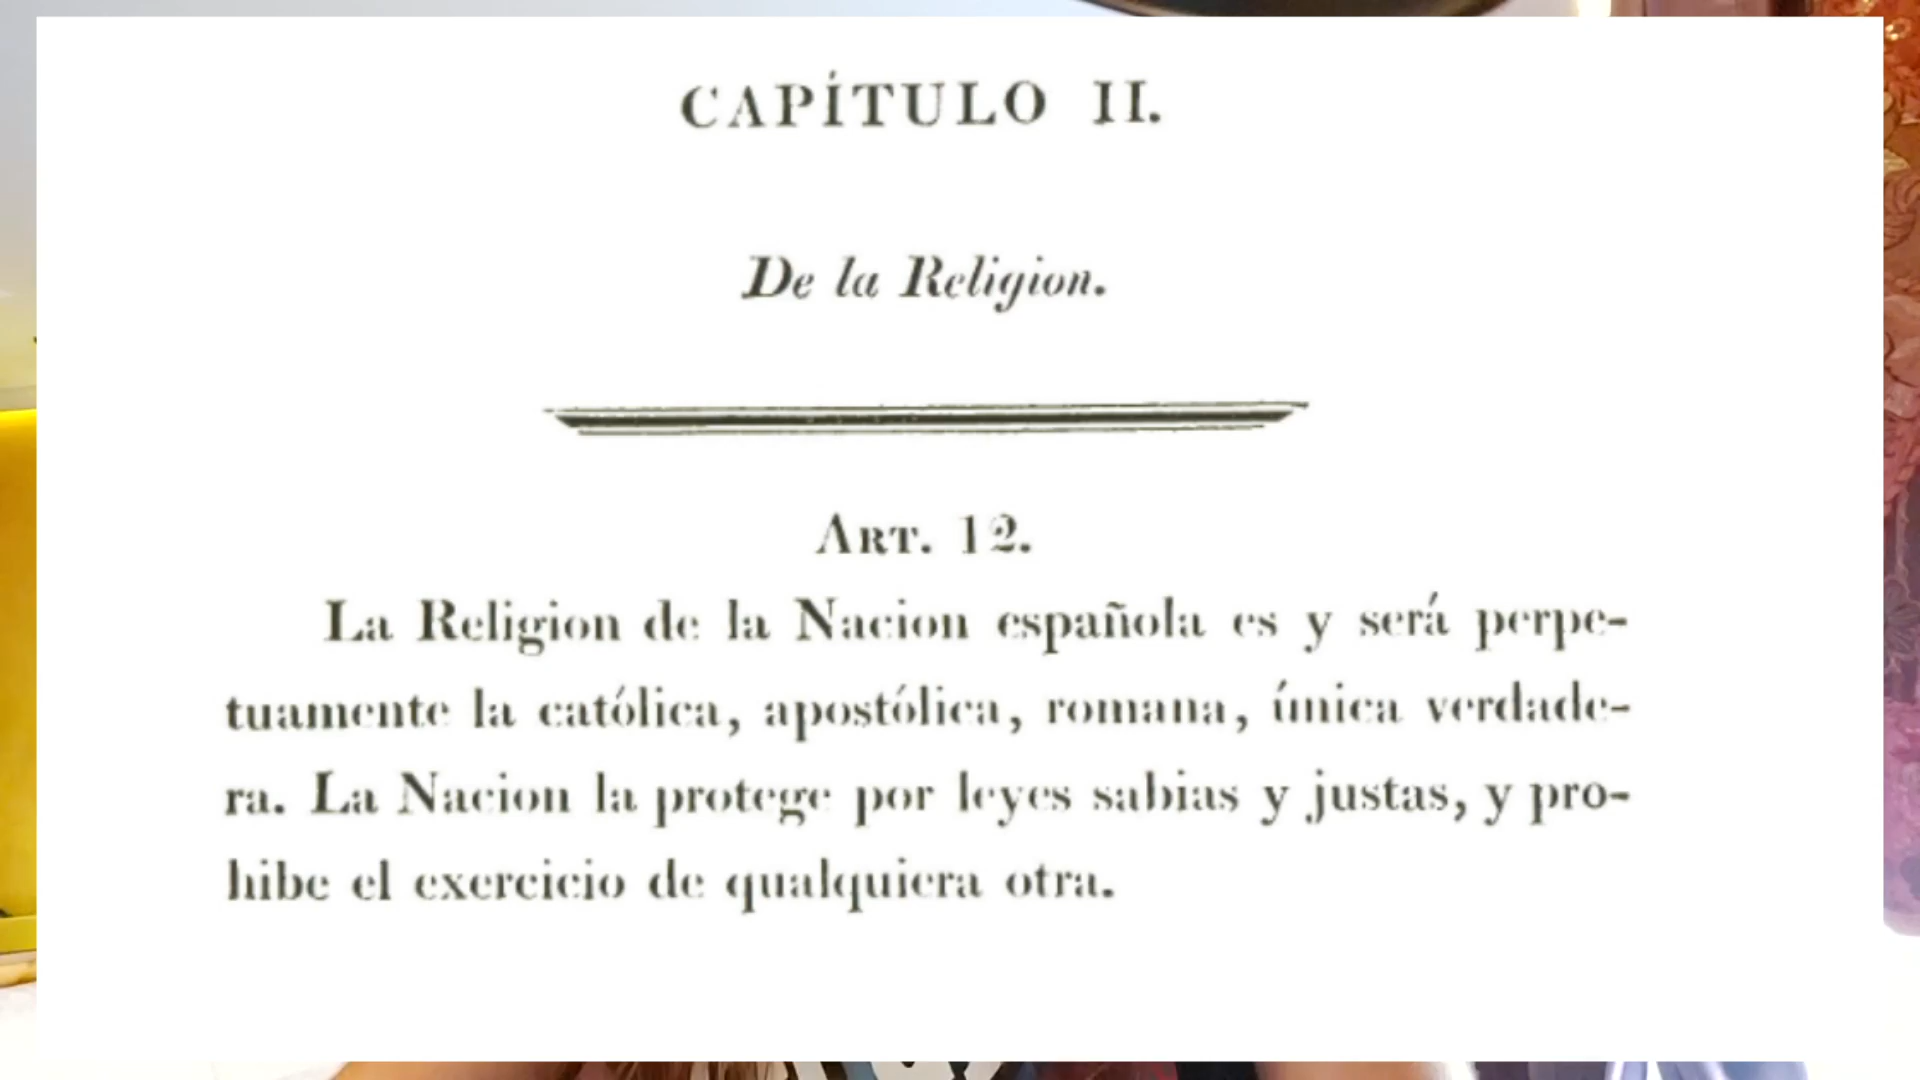 CAPÍTULO II.
De la Religion.
ART. 12.
La Religion de la Nacion española es y será perpe-
tuamente la católica, apostólica, romana, única verdade-
ra. La Nacion la protege por leyes sabias y justas, y pro-
hibe el exercicio de qualquiera otra.